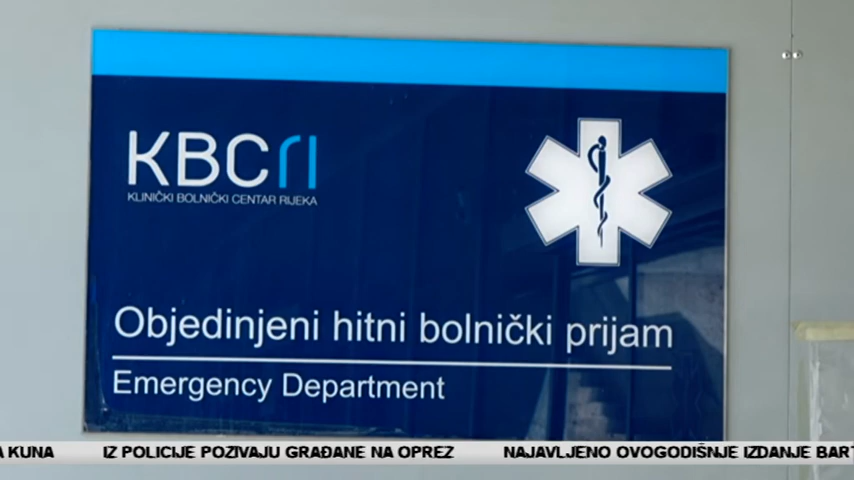 KBCRI
KLINIČKI BOLNIČKI CENTAR RIJEKA
Objedinjeni hitni bolnički prijam
Emergency Department
KUNA IZ POLICIJE POZIVAJU GRAĐANE NA OPREZ NAJAVLJENO OVOGODIŠNJE IZDANJE